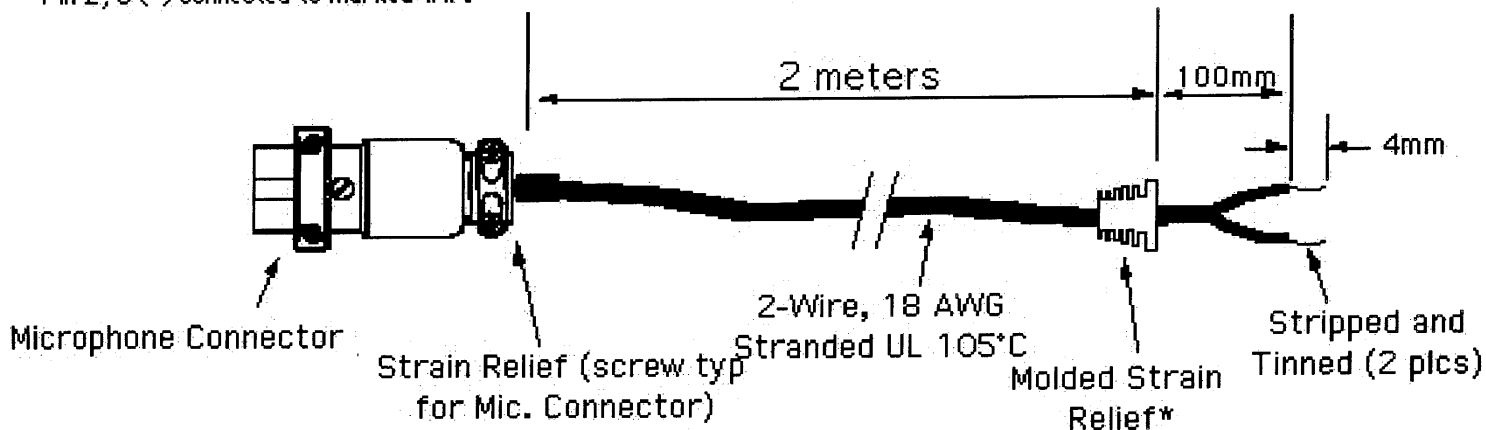 2 meters
100mm
4mm
Microphone Connector
Strain Relief (screw typ
for Mic. Connector)
2-Wire, 18 AWG
Stranded UL 105°C
Molded Strain
Relief*
Stripped and
Tinned (2 plcs)